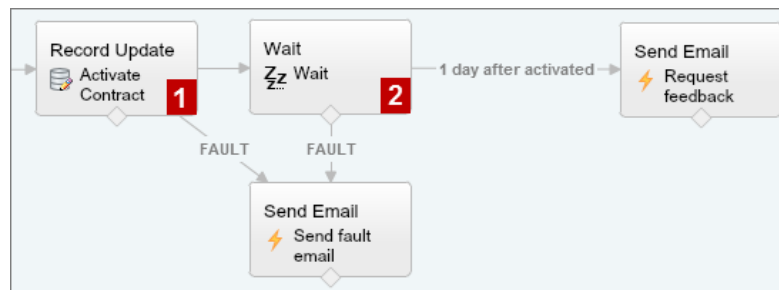 Record Update
Activate
Contract
1
Wait
Zzz... Wait
2
1 day after activated
Send Email
Request
feedback
FAULT
FAULT
Send Email
Send fault
email